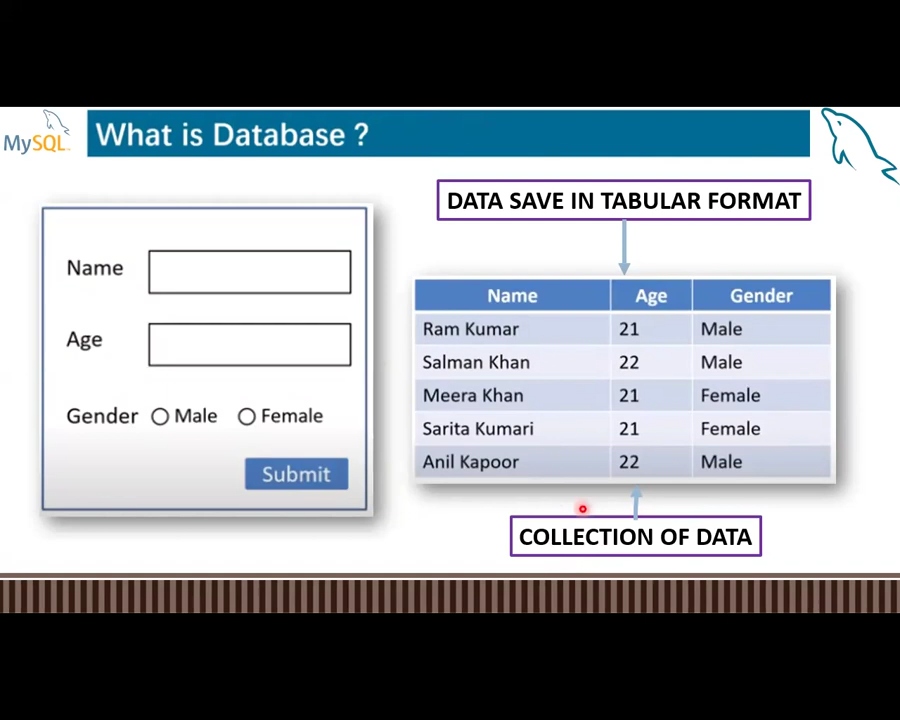 MySQL
What is Database ?
Name
Age
Gender Male Female
Submit
DATA SAVE IN TABULAR FORMAT
Name Age Gender
Ram Kumar 21 Male
Salman Khan 22 Male
Meera Khan 21 Female
Sarita Kumari 21 Female
Anil Kapoor 22 Male
COLLECTION OF DATA